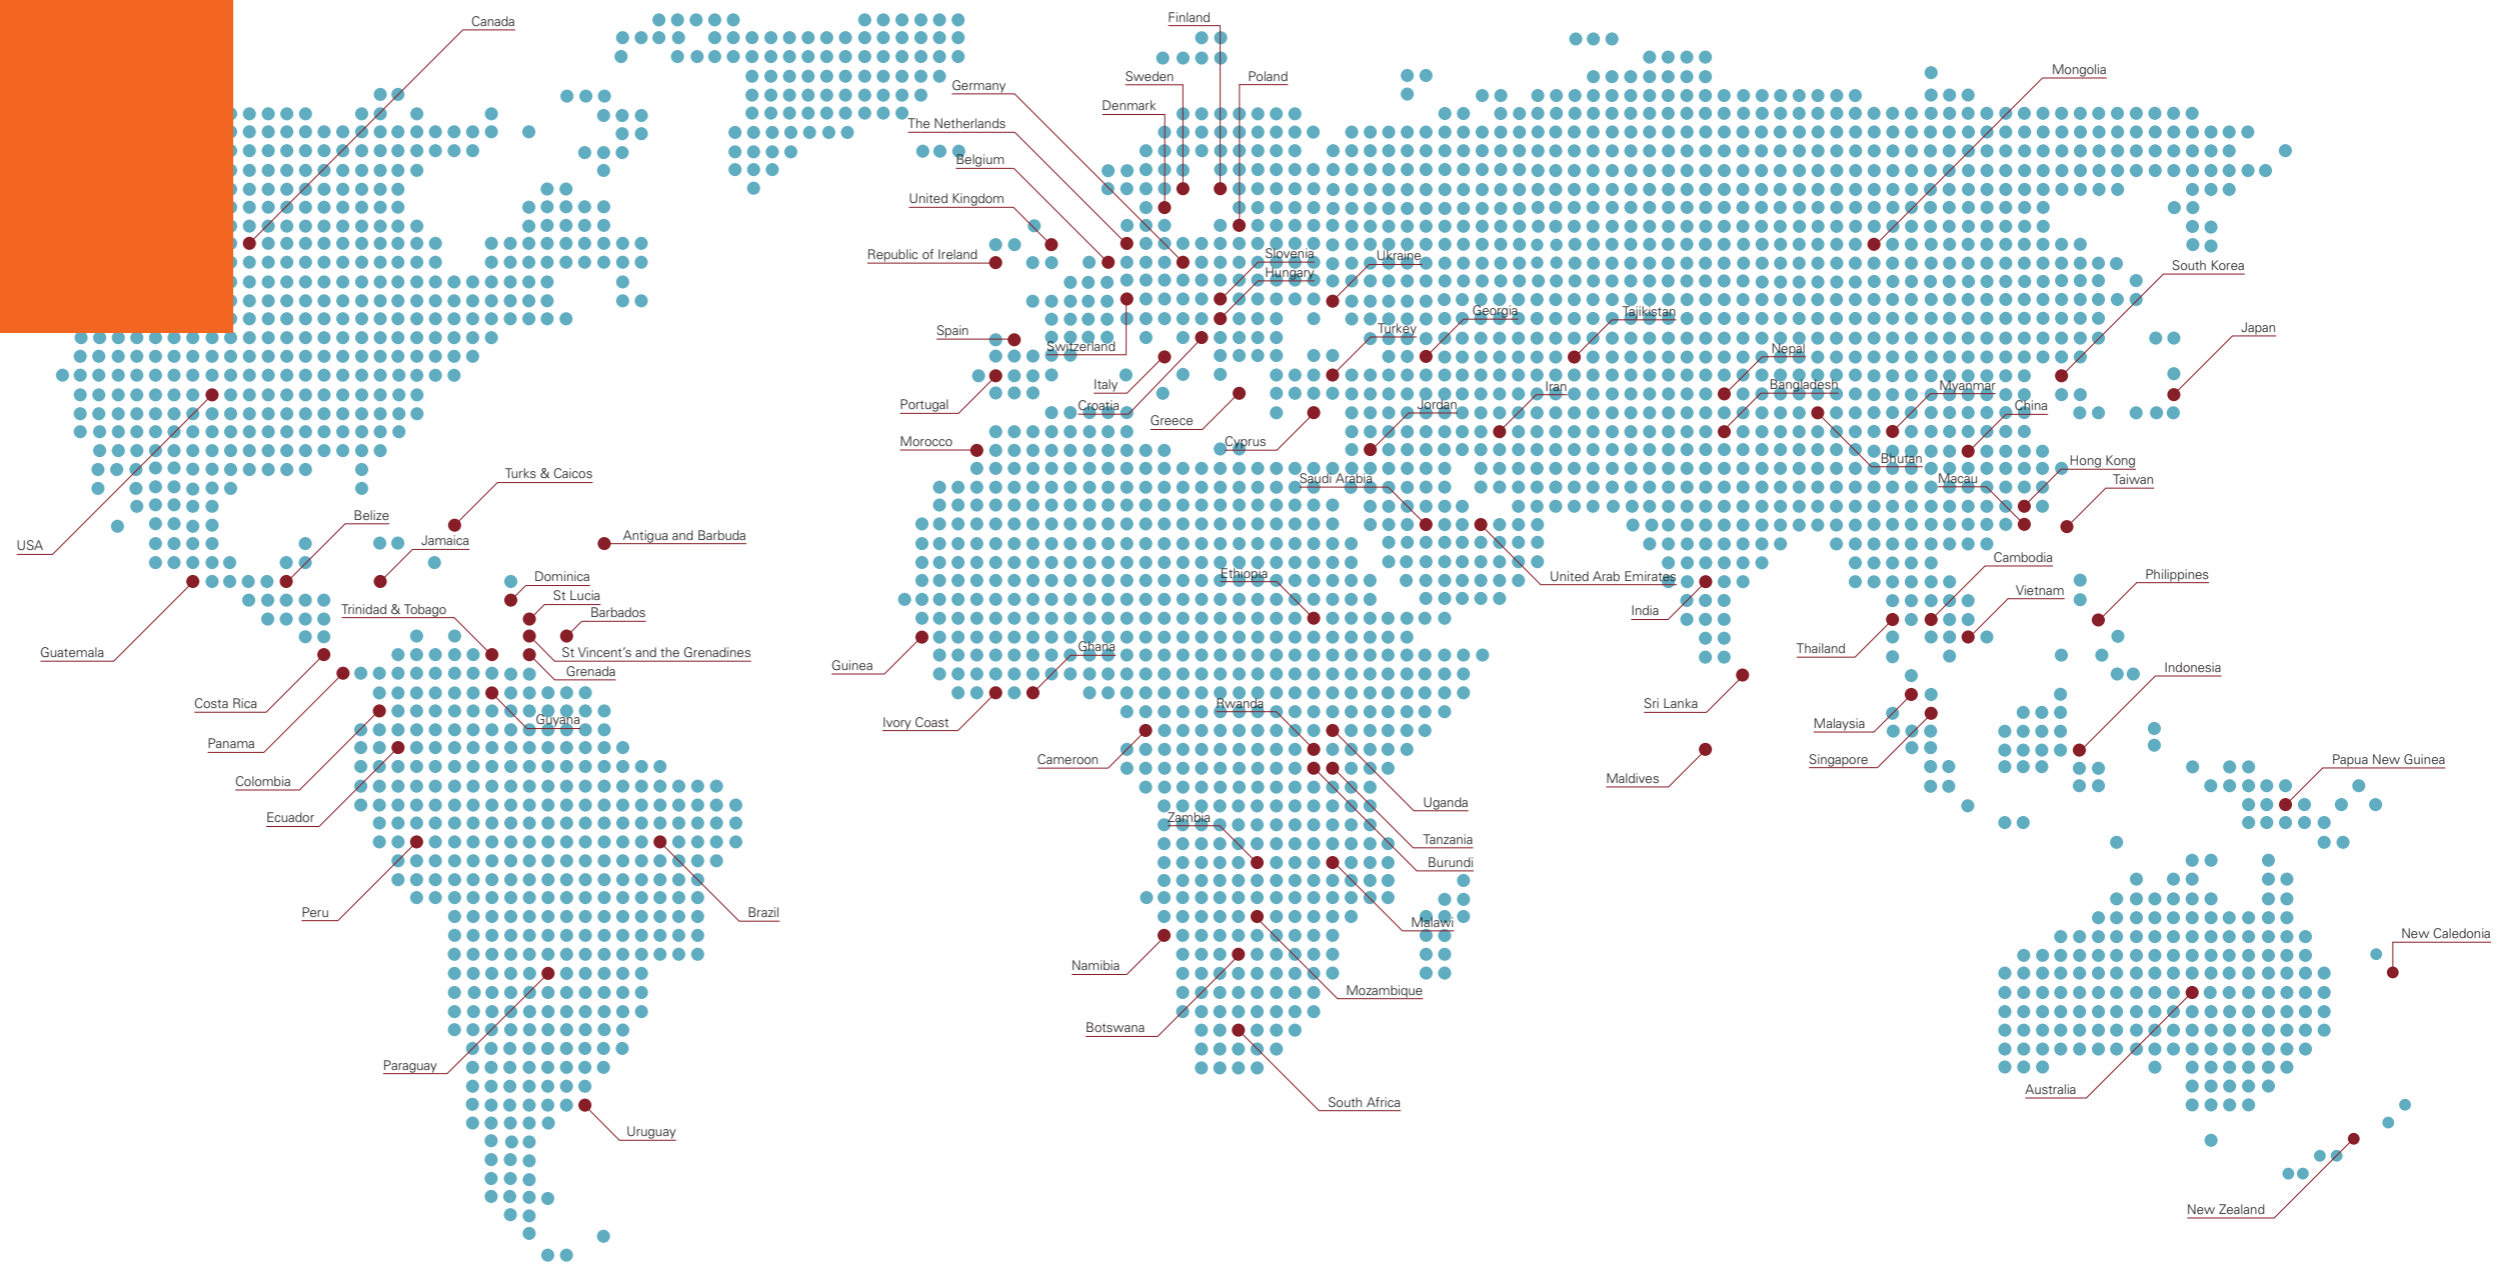 Canada
Finland
Mongolia
Sweden
Poland
Germany
Denmark
The Netherlands
Belgium
United Kingdom
Republic of Ireland
Slovenia
Ukraine
Hungary
South Korea
Spain
Switzerland
Turkey
Georgia
Tajikistan
Japan
Nepal
Italy
Iran
Bangladesh
Myanmar
Portugal
Croatia
Jordan
China
Greece
Morocco
Cyprus
Bhutan
Hong Kong
Turks & Caicos
Saudi Arabia
Macau
Taiwan
Belize
USA
Jamaica
Antigua and Barbuda
Cambodia
Dominica
Ethiopia
United Arab Emirates
Philippines
St Lucia
Vietnam
Trinidad & Tobago
Barbados
India
Guatemala
St Vincent's and the Grenadines
Ghana
Thailand
Guinea
Grenada
Indonesia
Costa Rica
Rwanda
Sri Lanka
Guyana
Ivory Coast
Malaysia
Panama
Cameroon
Singapore
Papua New Guinea
Colombia
Maldives
Uganda
Ecuador
Zambia
Tanzania
Burundi
Peru
Brazil
Malawi
New Caledonia
Namibia
Mozambique
Botswana
Paraguay
Australia
South Africa
Uruguay
New Zealand